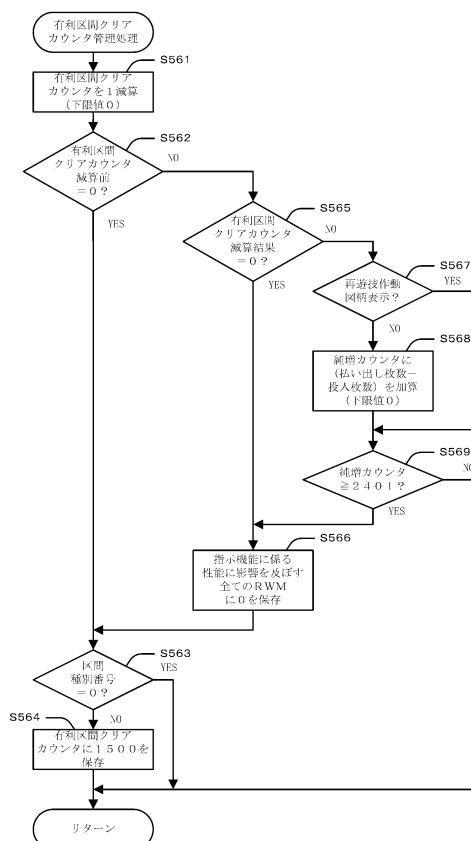 有利区間クリア
カウンタ管理処理
S561
有利区間クリア
カウンタを1減算
(下限値0)
S562
有利区間
クリアカウンタ
減算前
=0?
NO
YES
S565
有利区間
クリアカウンタ
減算結果
=0?
NO
YES
S567
再遊技作動
図柄表示?
YES
NO
S568
純増カウンタに
(払い出し枚数−
投入枚数)を加算
(下限値0)
S569
純増カウンタ
≧2401?
NO
YES
S566
指示機能に係る
性能に影響を及ぼす
全てのRWM
に0を保存
S563
区間
種別番号
=0?
YES
NO
S564
有利区間クリア
カウンタに1500を
保存
リターン